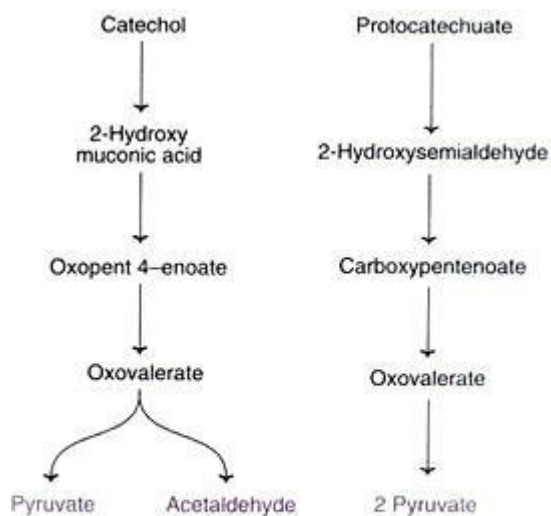 Catechol
Protocatechuate
2-Hydroxy
muconic acid
2-Hydroxysemialdehyde
Oxopent 4–enoate
Carboxypentenoate
Oxovalerate
Oxovalerate
Pyruvate
Acetaldehyde
2 Pyruvate